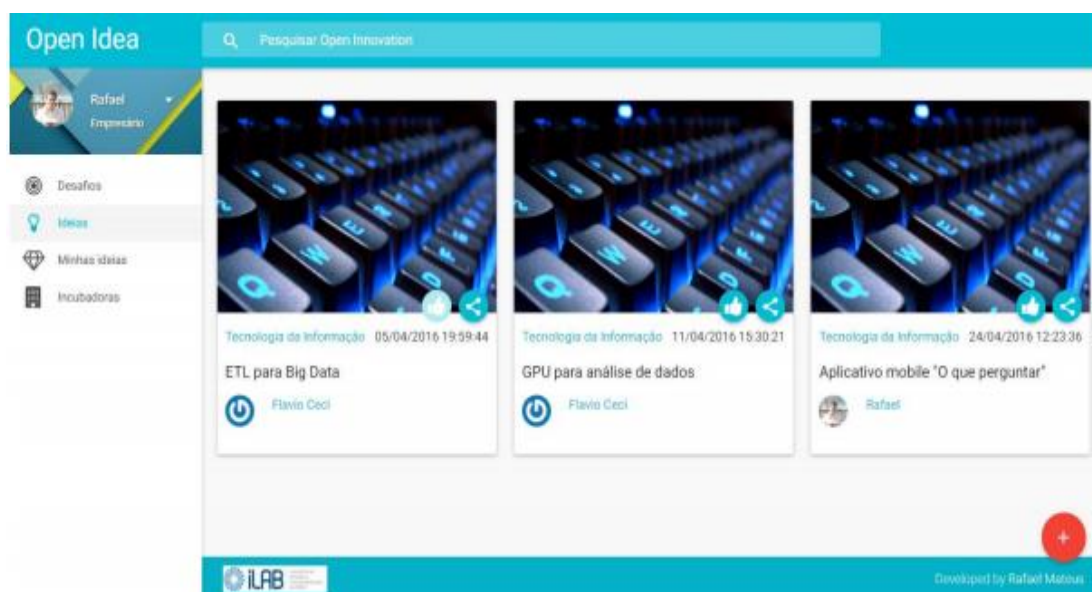 Open Idea
Pesquisar Open Innovation
Rafael
Empresário
Desafios
Ideias
Minhas ideias
Incubadoras
Tecnologia da Informação 05/04/2016 19:59:44
ETL para Big Data
Flavio Ceci
Tecnologia da Informação 11/04/2016 15:30:21
GPU para análise de dados
Flavio Ceci
Tecnologia da Informação 24/04/2016 12:23:36
Aplicativo mobile "O que perguntar"
Rafael
+
iLAB
Developed by Rafael Mateus